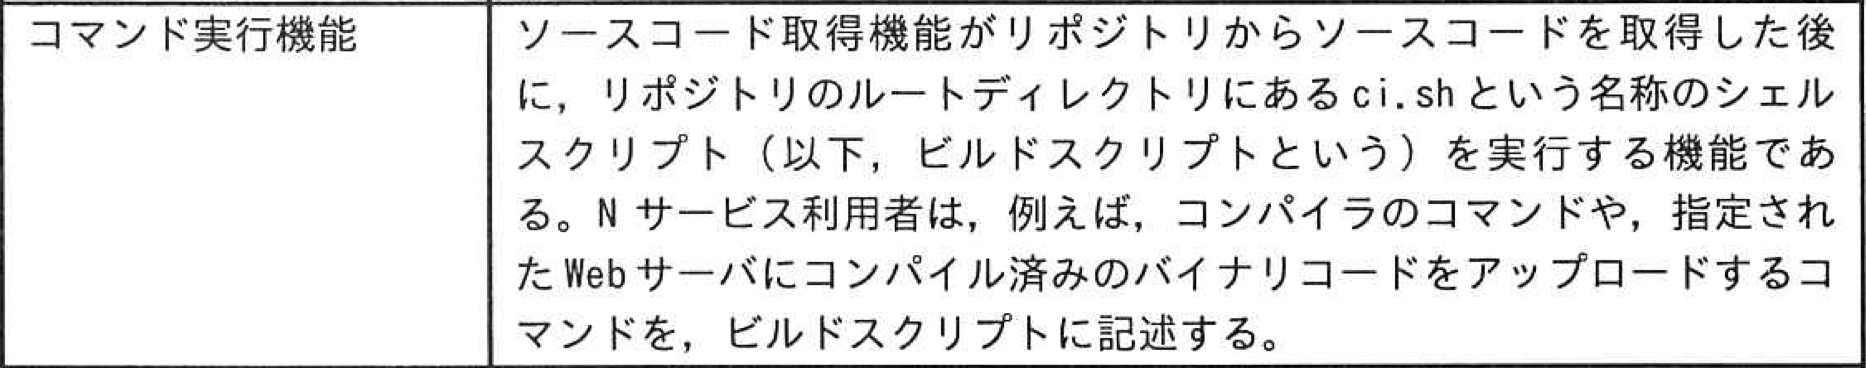 コマンド実行機能
ソースコード取得機能がリポジトリからソースコードを取得した後
に，リポジトリのルートディレクトリにあるci.shという名称のシェル
スクリプト（以下，ビルドスクリプトという）を実行する機能であ
る。N サービス利用者は，例えば，コンパイラのコマンドや，指定され
たWebサーバにコンパイル済みのバイナリコードをアップロードするコ
マンドを，ビルドスクリプトに記述する。